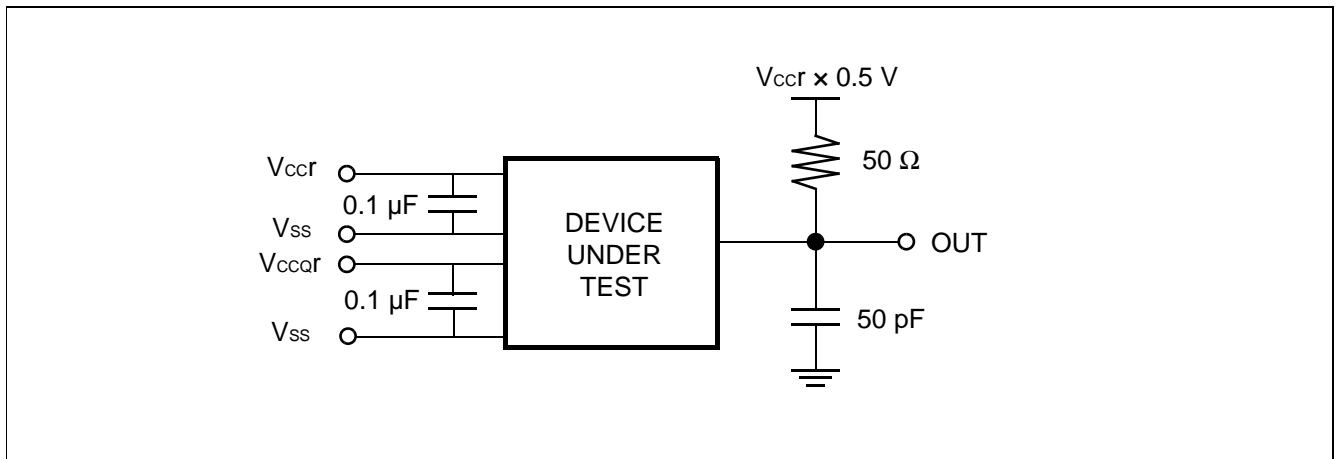 VCCr × 0.5 V
50 Ω
VCCr
0.1 µF
VSS
VCCQr
0.1 µF
VSS
DEVICE
UNDER
TEST
OUT
50 pF